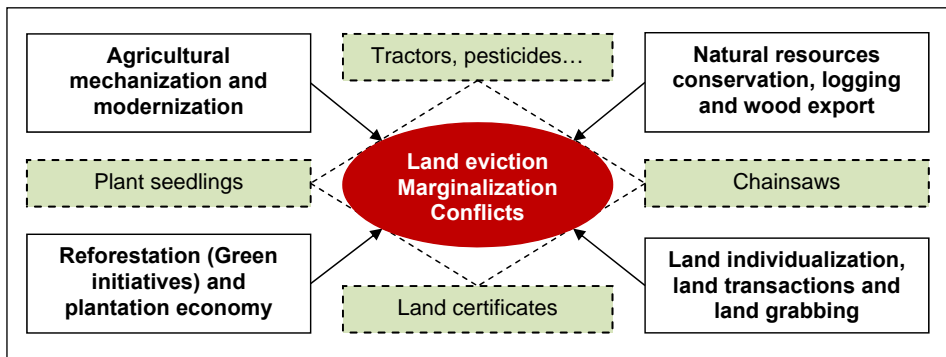 Agricultural
mechanization and
modernization
Tractors, pesticides…
Natural resources
conservation, logging
and wood export
Plant seedlings
Land eviction
Marginalization
Conflicts
Chainsaws
Reforestation (Green
initiatives) and
plantation economy
Land certificates
Land individualization,
land transactions and
land grabbing